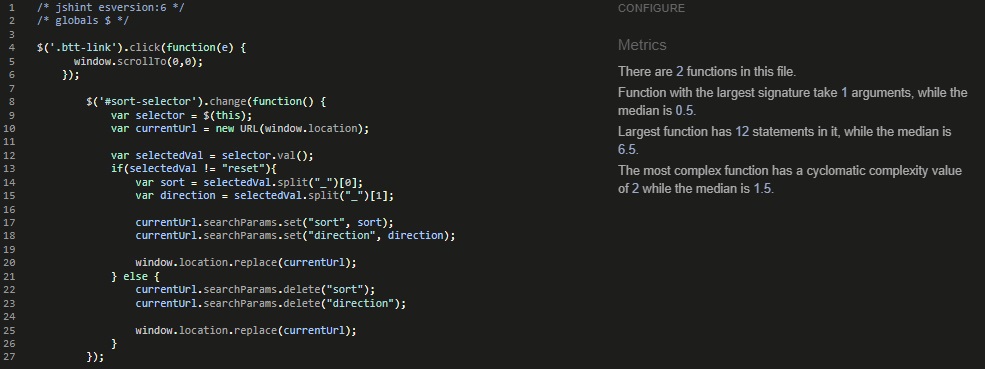 1 /* jshint esversion:6 */
2 /* globals $ */
3
4 $('.btt-link').click(function(e) {
5 window.scrollTo(0,0);
6 });
7
8 $('#sort-selector').change(function() {
9 var selector = $(this);
10 var currentUrl = new URL(window.location);
11
12 var selectedVal = selector.val();
13 if(selectedVal != "reset"){
14 var sort = selectedVal.split("_")[0];
15 var direction = selectedVal.split("_")[1];
16
17 currentUrl.searchParams.set("sort", sort);
18 currentUrl.searchParams.set("direction", direction);
19
20 window.location.replace(currentUrl);
21 } else {
22 currentUrl.searchParams.delete("sort");
23 currentUrl.searchParams.delete("direction");
24
25 window.location.replace(currentUrl);
26 }
27 });
CONFIGURE
Metrics
There are 2 functions in this file.
Function with the largest signature take 1 arguments, while the
median is 0.5.
Largest function has 12 statements in it, while the median is
6.5.
The most complex function has a cyclomatic complexity value
of 2 while the median is 1.5.